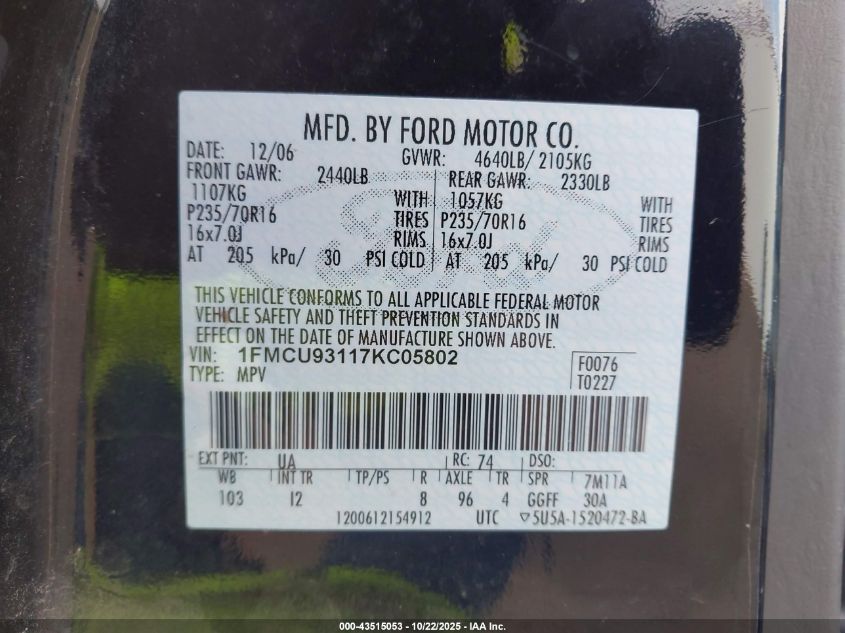 MFD. BY FORD MOTOR CO.
DATE: 12/06 GVWR: 4640LB/ 2105KG
FRONT GAWR: 2440LB REAR GAWR: 2330LB
1107KG WITH 1057KG WITH
P235/70R16 TIRES P235/70R16 TIRES
16x7.0J RIMS 16x7.0J RIMS
AT 205 kPa/ 30 PSI COLD AT 205 kPa/ 30 PSI COLD
THIS VEHICLE CONFORMS TO ALL APPLICABLE FEDERAL MOTOR
VEHICLE SAFETY AND THEFT PREVENTION STANDARDS IN
EFFECT ON THE DATE OF MANUFACTURE SHOWN ABOVE.
VIN: 1FMCU93117KC05802 F0076
TYPE: MPV T0227
EXT PNT: UA RC: 74 DSO:
WB INT TR TP/PS R AXLE TR SPR 7M11A
103 I2 8 96 4 GGFF 30A
1200612154912 UTC ▽5U5A-1520472-BA
000-43515053 - 10/22/2025 - IAA Inc.